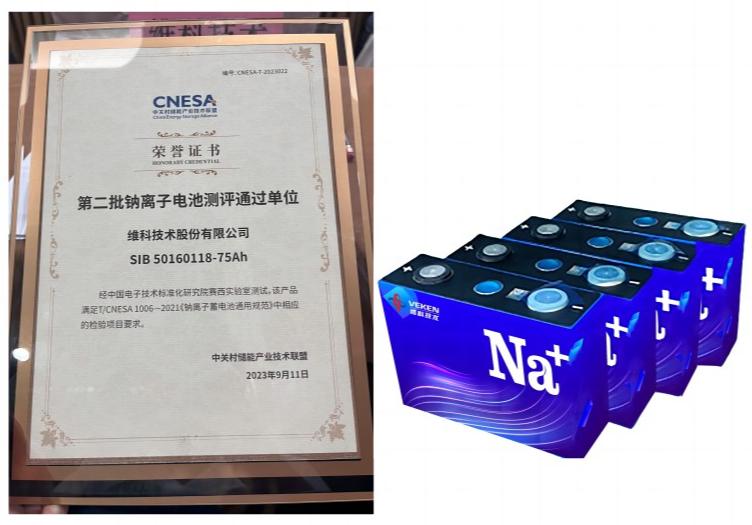 维科技术
编号: CNESA-T-2023022
CNESA
中关村储能产业技术联盟
China Energy Storage Alliance
荣誉证书
HONORARY CREDENTIAL
第二批钠离子电池测评通过单位
维科技术股份有限公司
SIB 50160118-75Ah
经中国电子技术标准化研究院赛西实验室测试，该产品
满足T/CNESA 1006—2021《钠离子蓄电池通用规范》中相应
的检验项目要求。
中关村储能产业技术联盟
2023年9月11日
VEKEN
维科技术
Na+